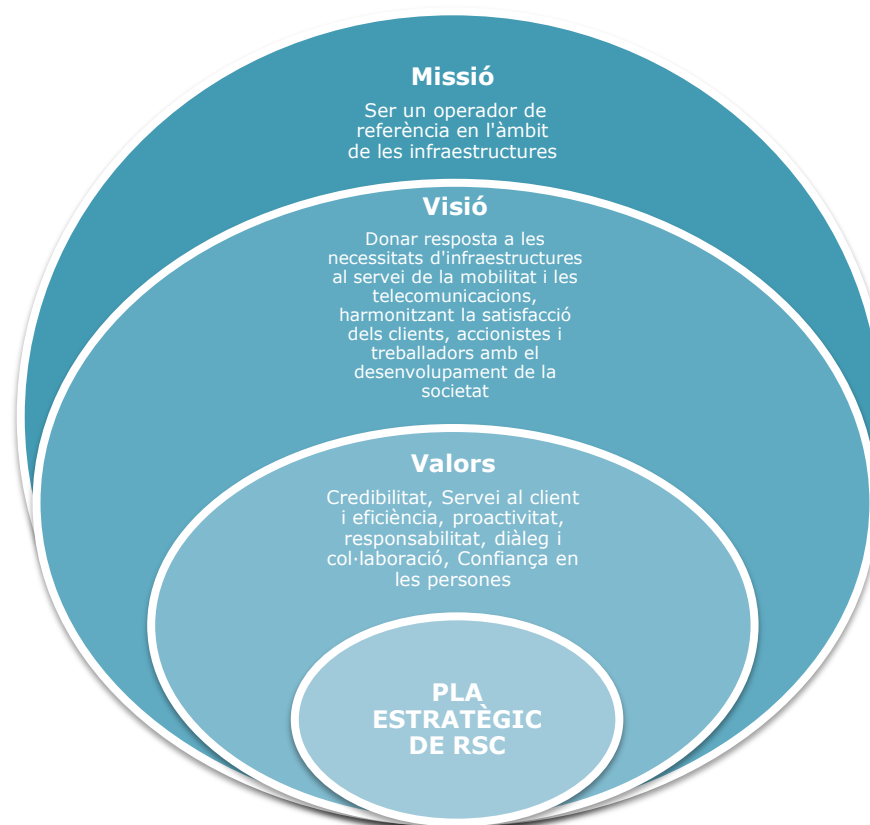 Missió
Ser un operador de
referència en l'àmbit
de les infraestructures
Visió
Donar resposta a les
necessitats d'infraestructures
al servei de la mobilitat i les
telecomunicacions,
harmonitzant la satisfacció
dels clients, accionistes i
treballadors amb el
desenvolupament de la
societat
Valors
Credibilitat, Servei al client
i eficiència, proactivitat,
responsabilitat, diàleg i
col·laboració, Confiança en
les persones
PLA
ESTRATÈGIC
DE RSC